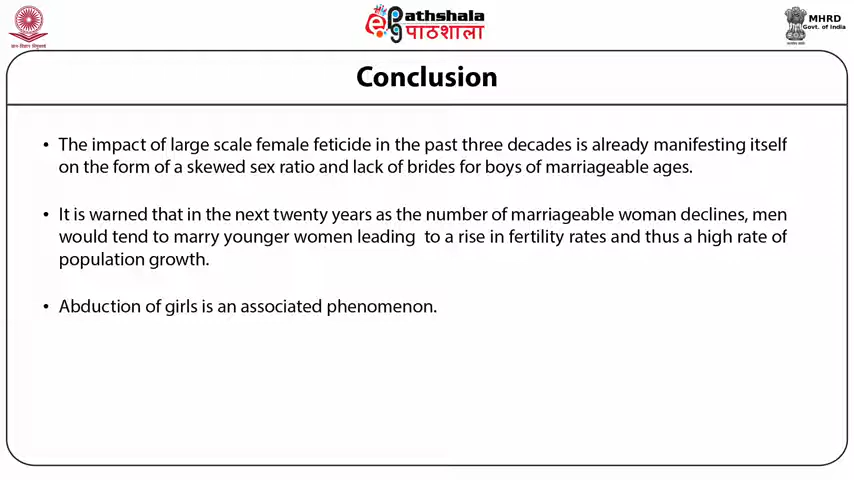 ज्ञान-विज्ञान विमुक्तये
e Pathshala
pg पाठशाला
MHRD
Govt. of India
Conclusion
• The impact of large scale female feticide in the past three decades is already manifesting itself
on the form of a skewed sex ratio and lack of brides for boys of marriageable ages.
• It is warned that in the next twenty years as the number of marriageable woman declines, men
would tend to marry younger women leading to a rise in fertility rates and thus a high rate of
population growth.
• Abduction of girls is an associated phenomenon.